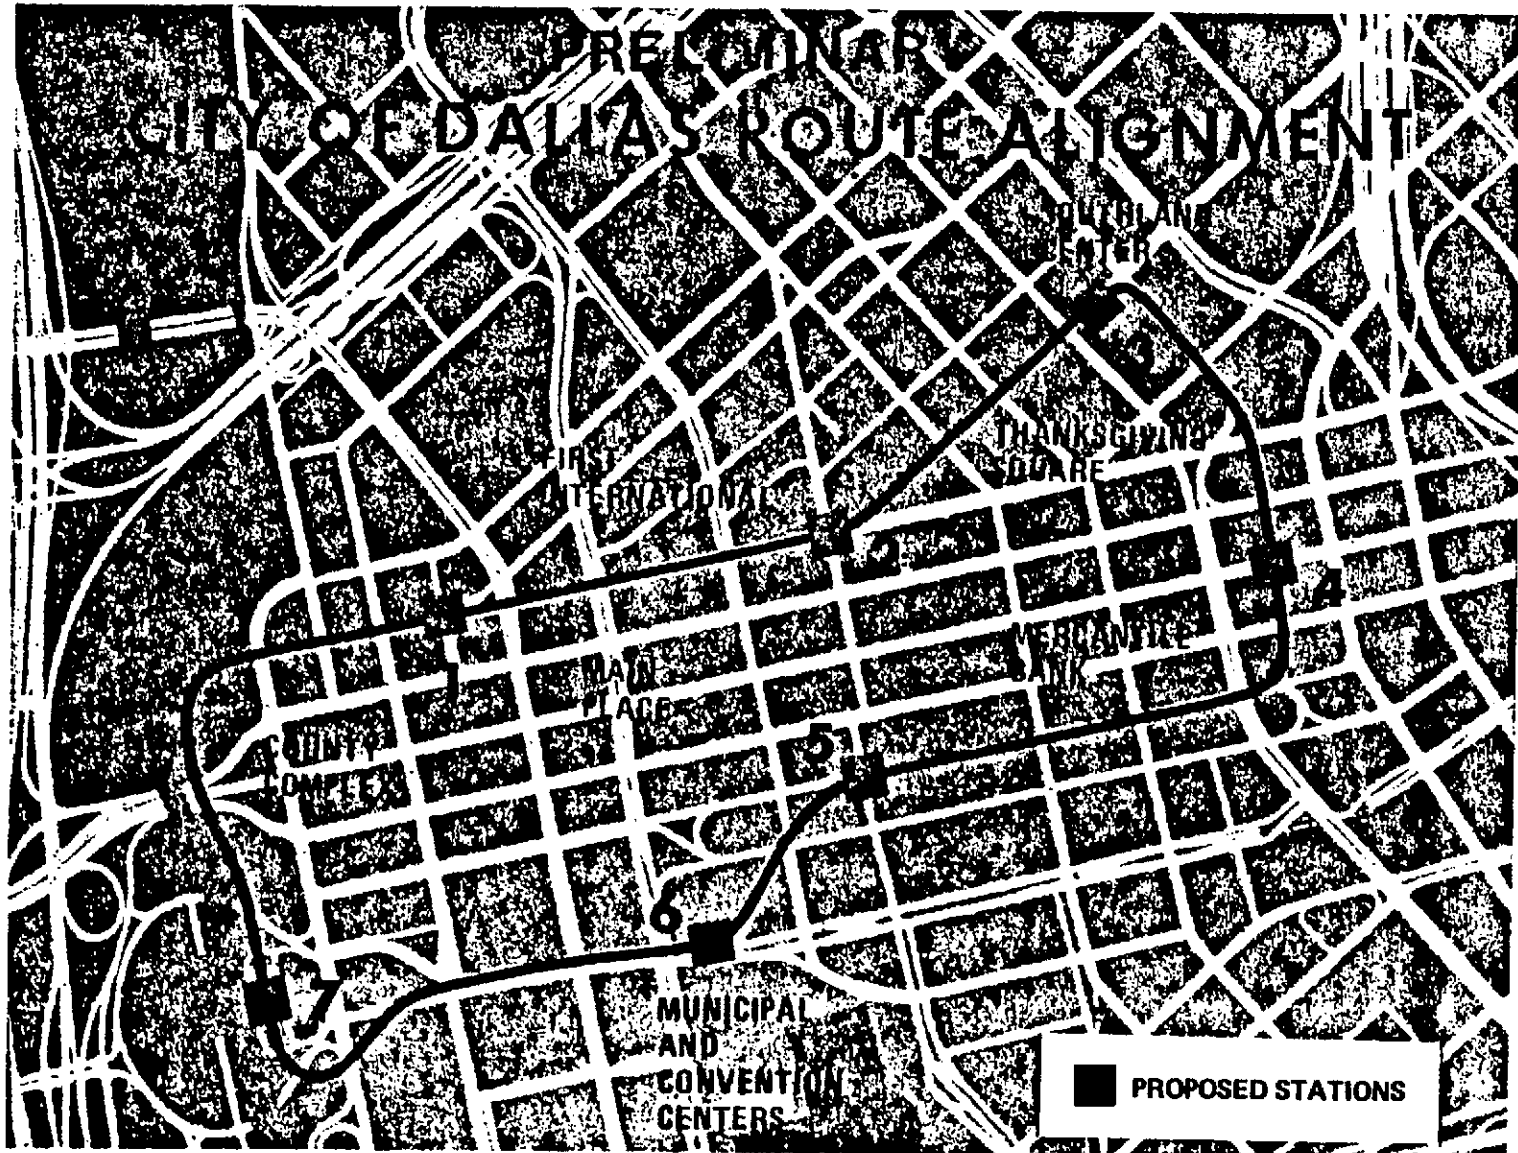 PRELIMINARY
CITY OF DALLAS ROUTE ALIGNMENT
SOUTHLAND
CENTER
3
THANKSGIVING
SQUARE
FIRST
INTERNATIONAL
2
4
1
MAIN
PLACE
MERCANTILE
BANK
COUNTY
COMPLEX
5
6
7
MUNICIPAL
AND
CONVENTION
CENTERS
PROPOSED STATIONS